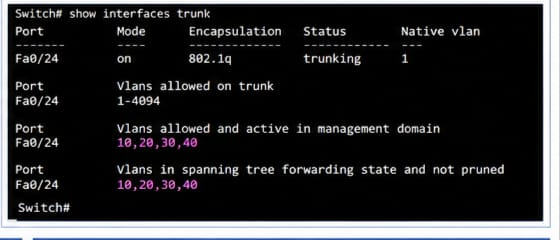 Switch# show interfaces trunk
Port Mode Encapsulation Status Native vlan
------- ---- ------------- ------------ ---
Fa0/24 on 802.1q trunking 1
Port Vlans allowed on trunk
Fa0/24 1-4094
Port Vlans allowed and active in management domain
Fa0/24 10,20,30,40
Port Vlans in spanning tree forwarding state and not pruned
Fa0/24 10,20,30,40
Switch#